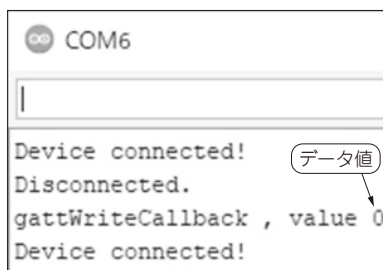 COM6
Device connected!
データ値
Disconnected.
gattWriteCallback , value 0
Device connected!